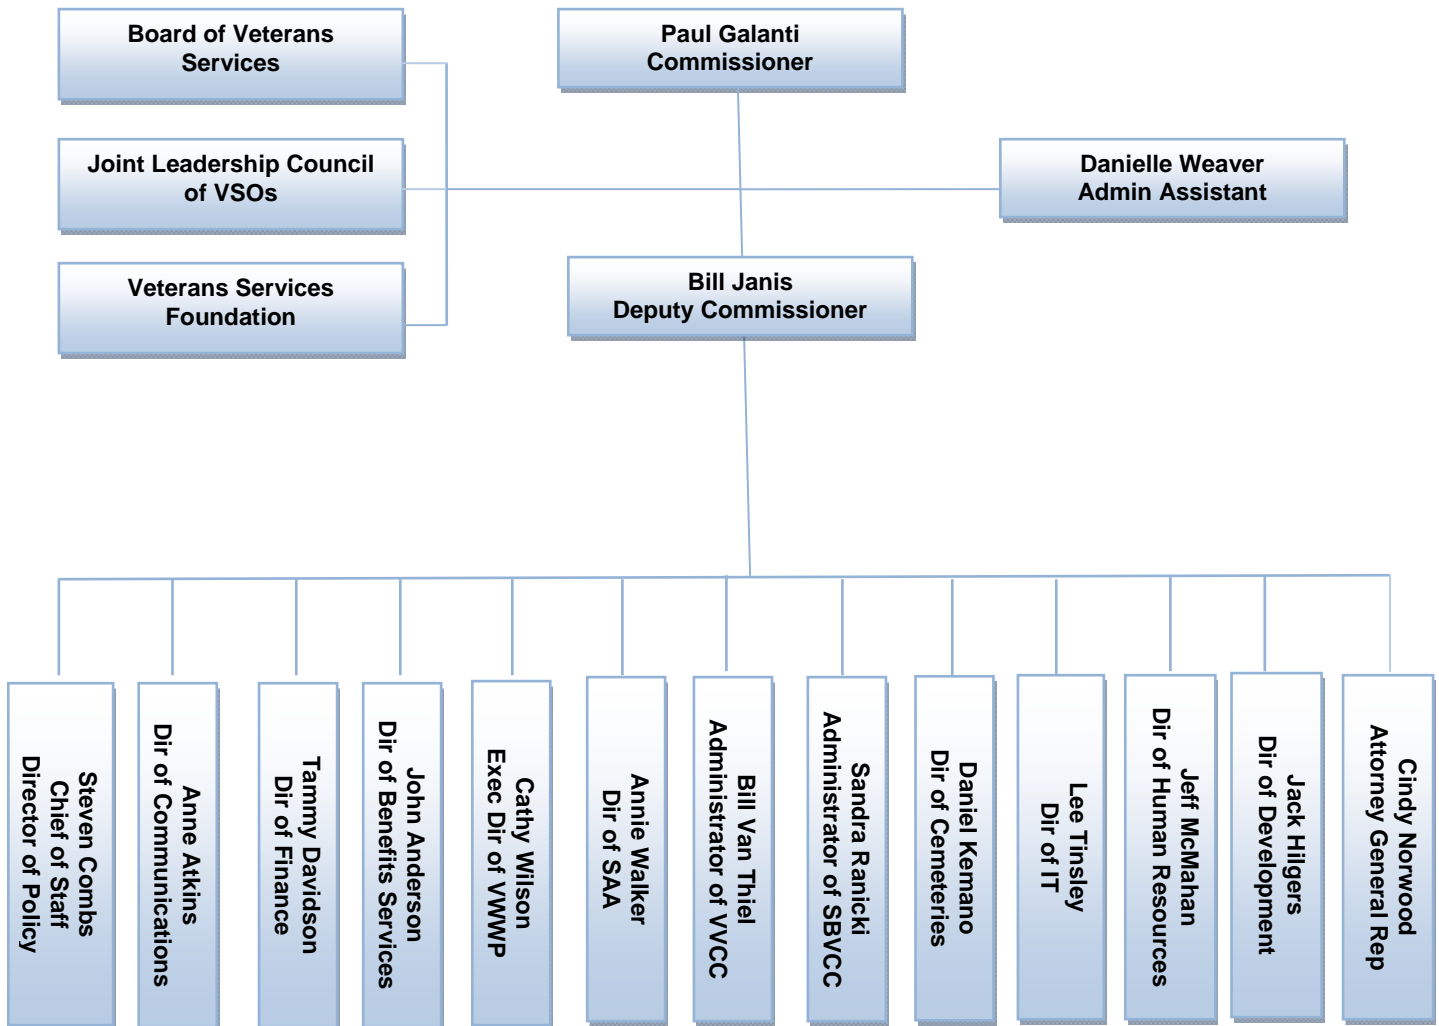 Board of Veterans
Services
Paul Galanti
Commissioner
Joint Leadership Council
of VSOs
Danielle Weaver
Admin Assistant
Veterans Services
Foundation
Bill Janis
Deputy Commissioner
Steven Combs
Chief of Staff
Director of Policy
Anne Atkins
Dir of Communications
Tammy Davidson
Dir of Finance
John Anderson
Dir of Benefits Services
Cathy Wilson
Exec Dir of VWWP
Annie Walker
Dir of SAA
Bill Van Thiel
Administrator of VVCC
Sandra Ranicki
Administrator of SBVCC
Daniel Kemano
Dir of Cemeteries
Lee Tinsley
Dir of IT
Jeff McMahan
Dir of Human Resources
Jack Hilgers
Dir of Development
Cindy Norwood
Attorney General Rep